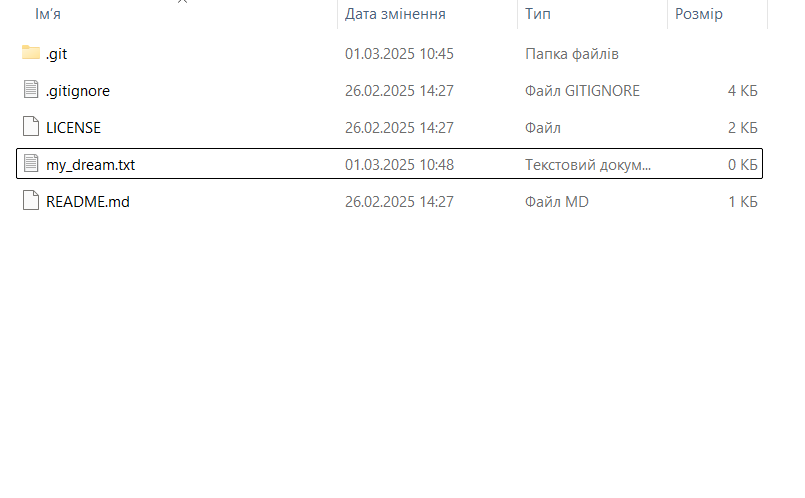 Ім'я Дата змінення Тип Розмір
.git 01.03.2025 10:45 Папка файлів
.gitignore 26.02.2025 14:27 Файл GITIGNORE 4 КБ
LICENSE 26.02.2025 14:27 Файл 2 КБ
my_dream.txt 01.03.2025 10:48 Текстовий докум... 0 КБ
README.md 26.02.2025 14:27 Файл MD 1 КБ